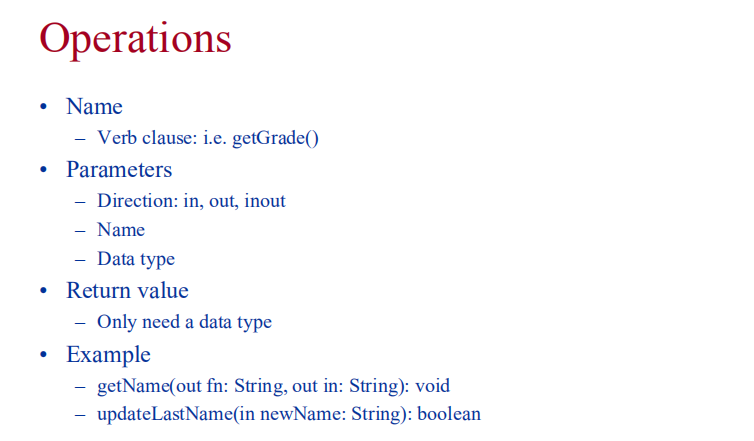 Operations
• Name
– Verb clause: i.e. getGrade()
• Parameters
– Direction: in, out, inout
– Name
– Data type
• Return value
– Only need a data type
• Example
– getName(out fn: String, out in: String): void
– updateLastName(in newName: String): boolean